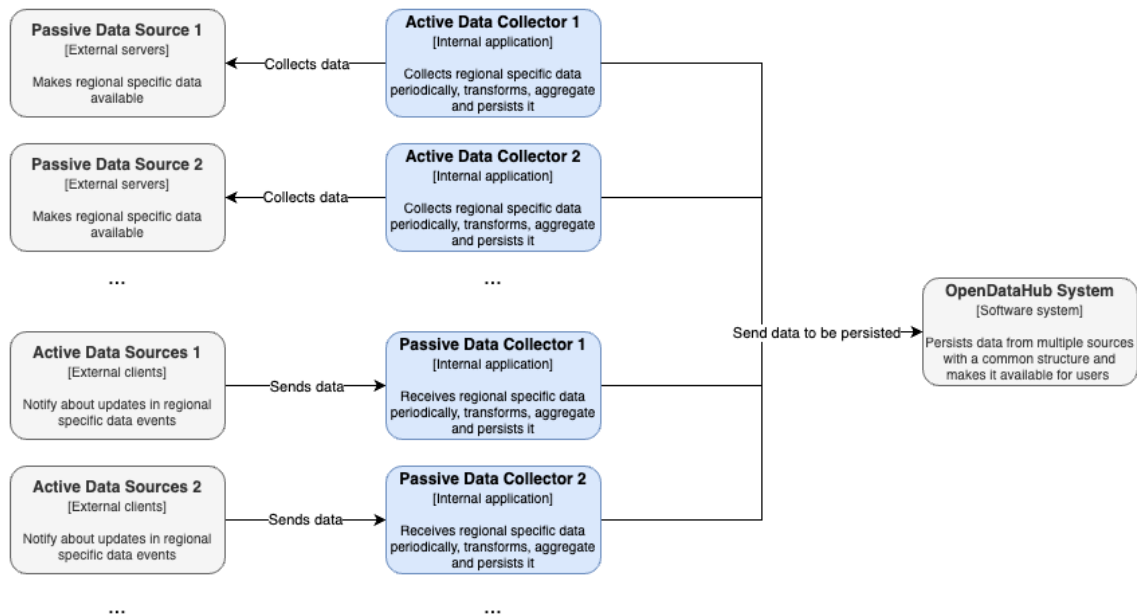 Passive Data Source 1
[External servers]
Makes regional specific data
available
Collects data
Active Data Collector 1
[Internal application]
Collects regional specific data
periodically, transforms, aggregate
and persists it
Passive Data Source 2
[External servers]
Makes regional specific data
available
Collects data
Active Data Collector 2
[Internal application]
Collects regional specific data
periodically, transforms, aggregate
and persists it
...
...
Active Data Sources 1
[External clients]
Notify about updates in regional
specific data events
Sends data
Passive Data Collector 1
[Internal application]
Receives regional specific data
periodically, transforms, aggregate
and persists it
Send data to be persisted
OpenDataHub System
[Software system]
Persists data from multiple sources
with a common structure and
makes it available for users
Active Data Sources 2
[External clients]
Notify about updates in regional
specific data events
Sends data
Passive Data Collector 2
[Internal application]
Receives regional specific data
periodically, transforms, aggregate
and persists it
...
...